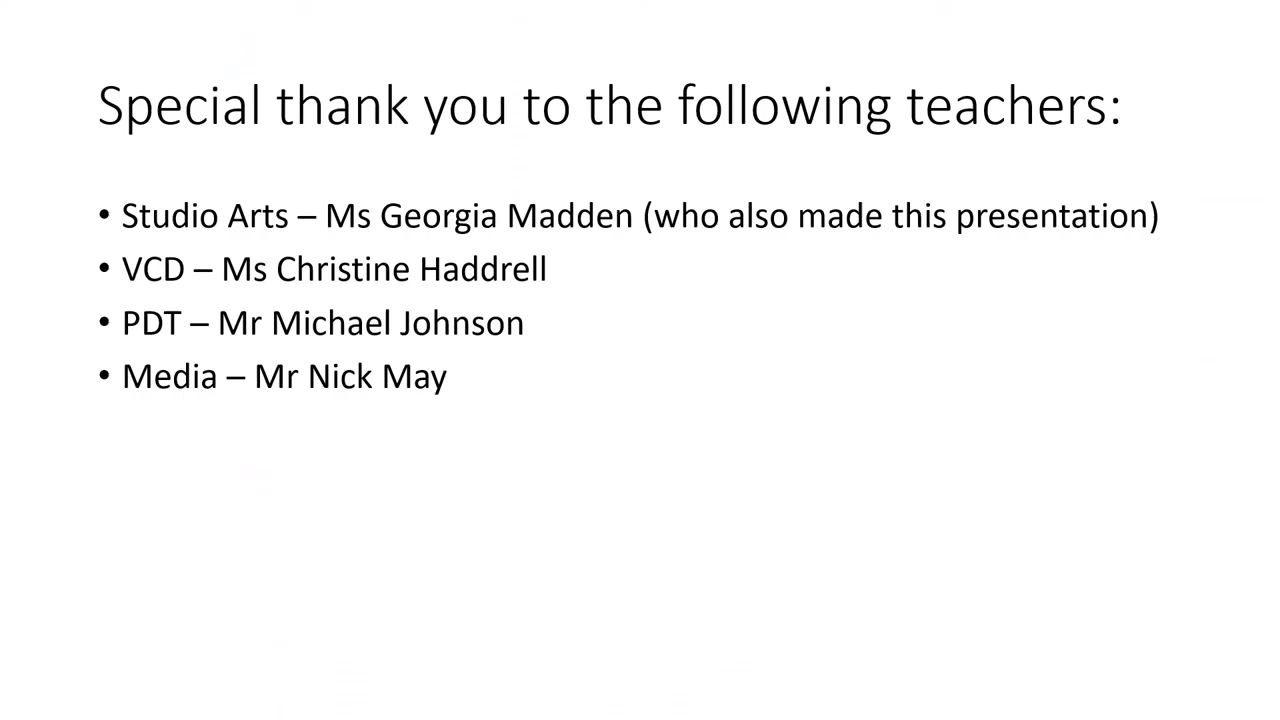 Special thank you to the following teachers:
• Studio Arts – Ms Georgia Madden (who also made this presentation)
• VCD – Ms Christine Haddrell
• PDT – Mr Michael Johnson
• Media – Mr Nick May